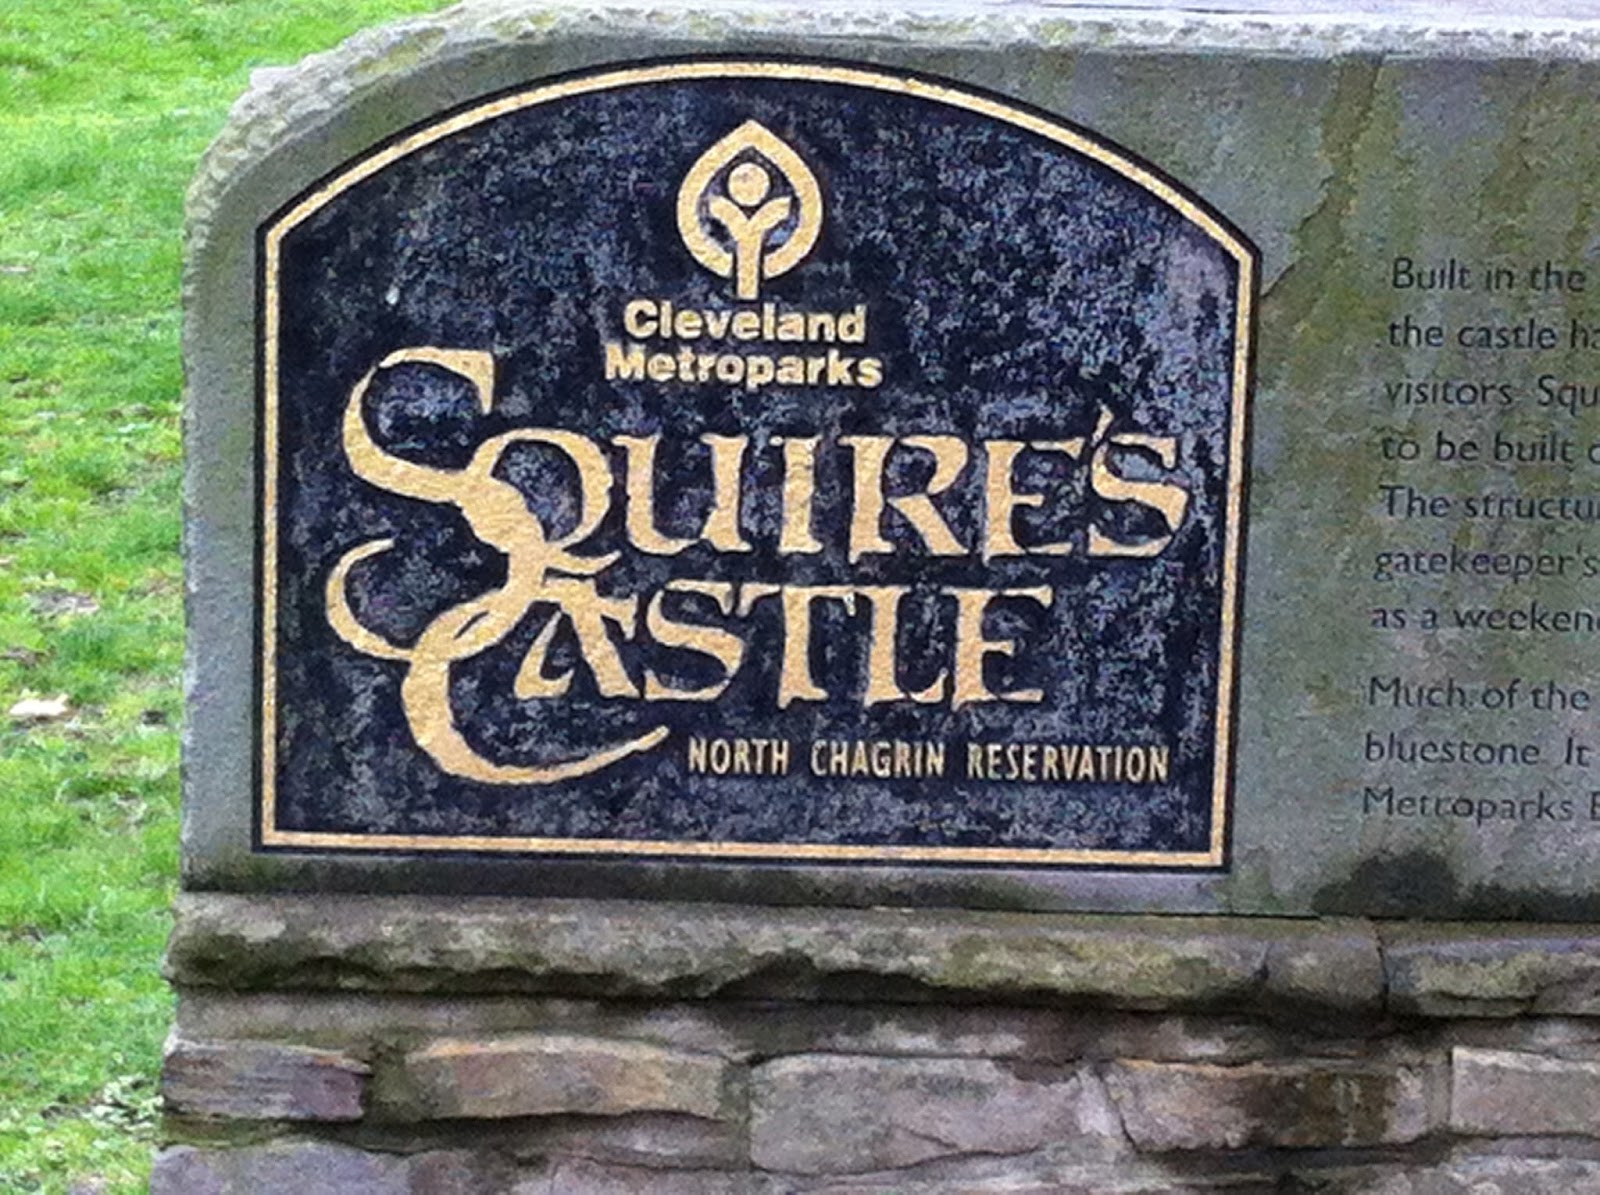 Cleveland
Metroparks
SQUIRE'S
CASTLE
NORTH CHAGRIN RESERVATION
Built in the
the castle
visitors
to be built
The
gatekeeper's
as a
Much of the
bluestone. It
Metroparks